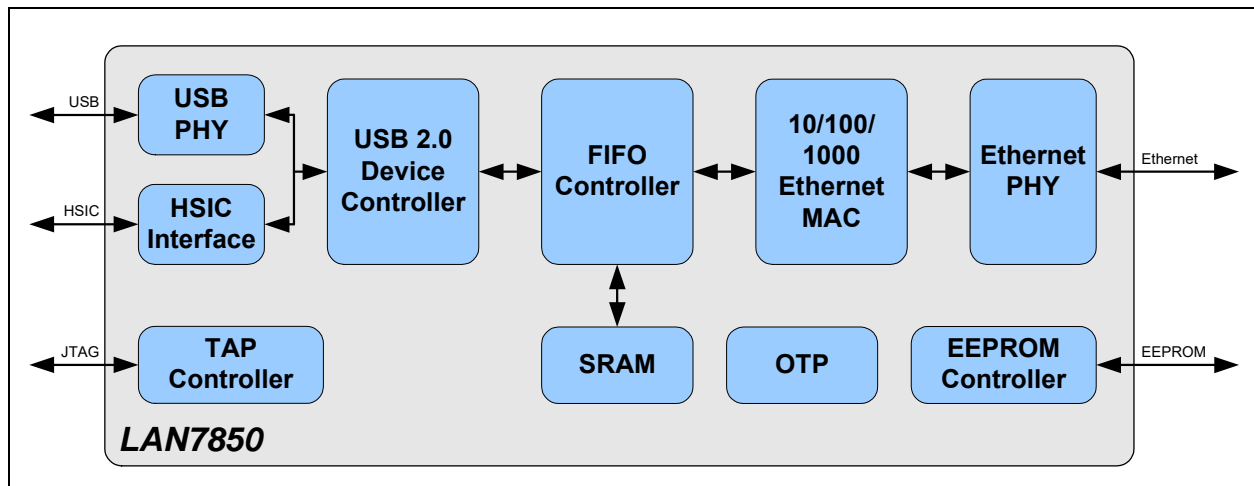 USB
USB
PHY
HSIC
HSIC
Interface
USB 2.0
Device
Controller
FIFO
Controller
10/100/
1000
Ethernet
MAC
Ethernet
PHY
Ethernet
JTAG
TAP
Controller
SRAM
OTP
EEPROM
Controller
EEPROM
LAN7850